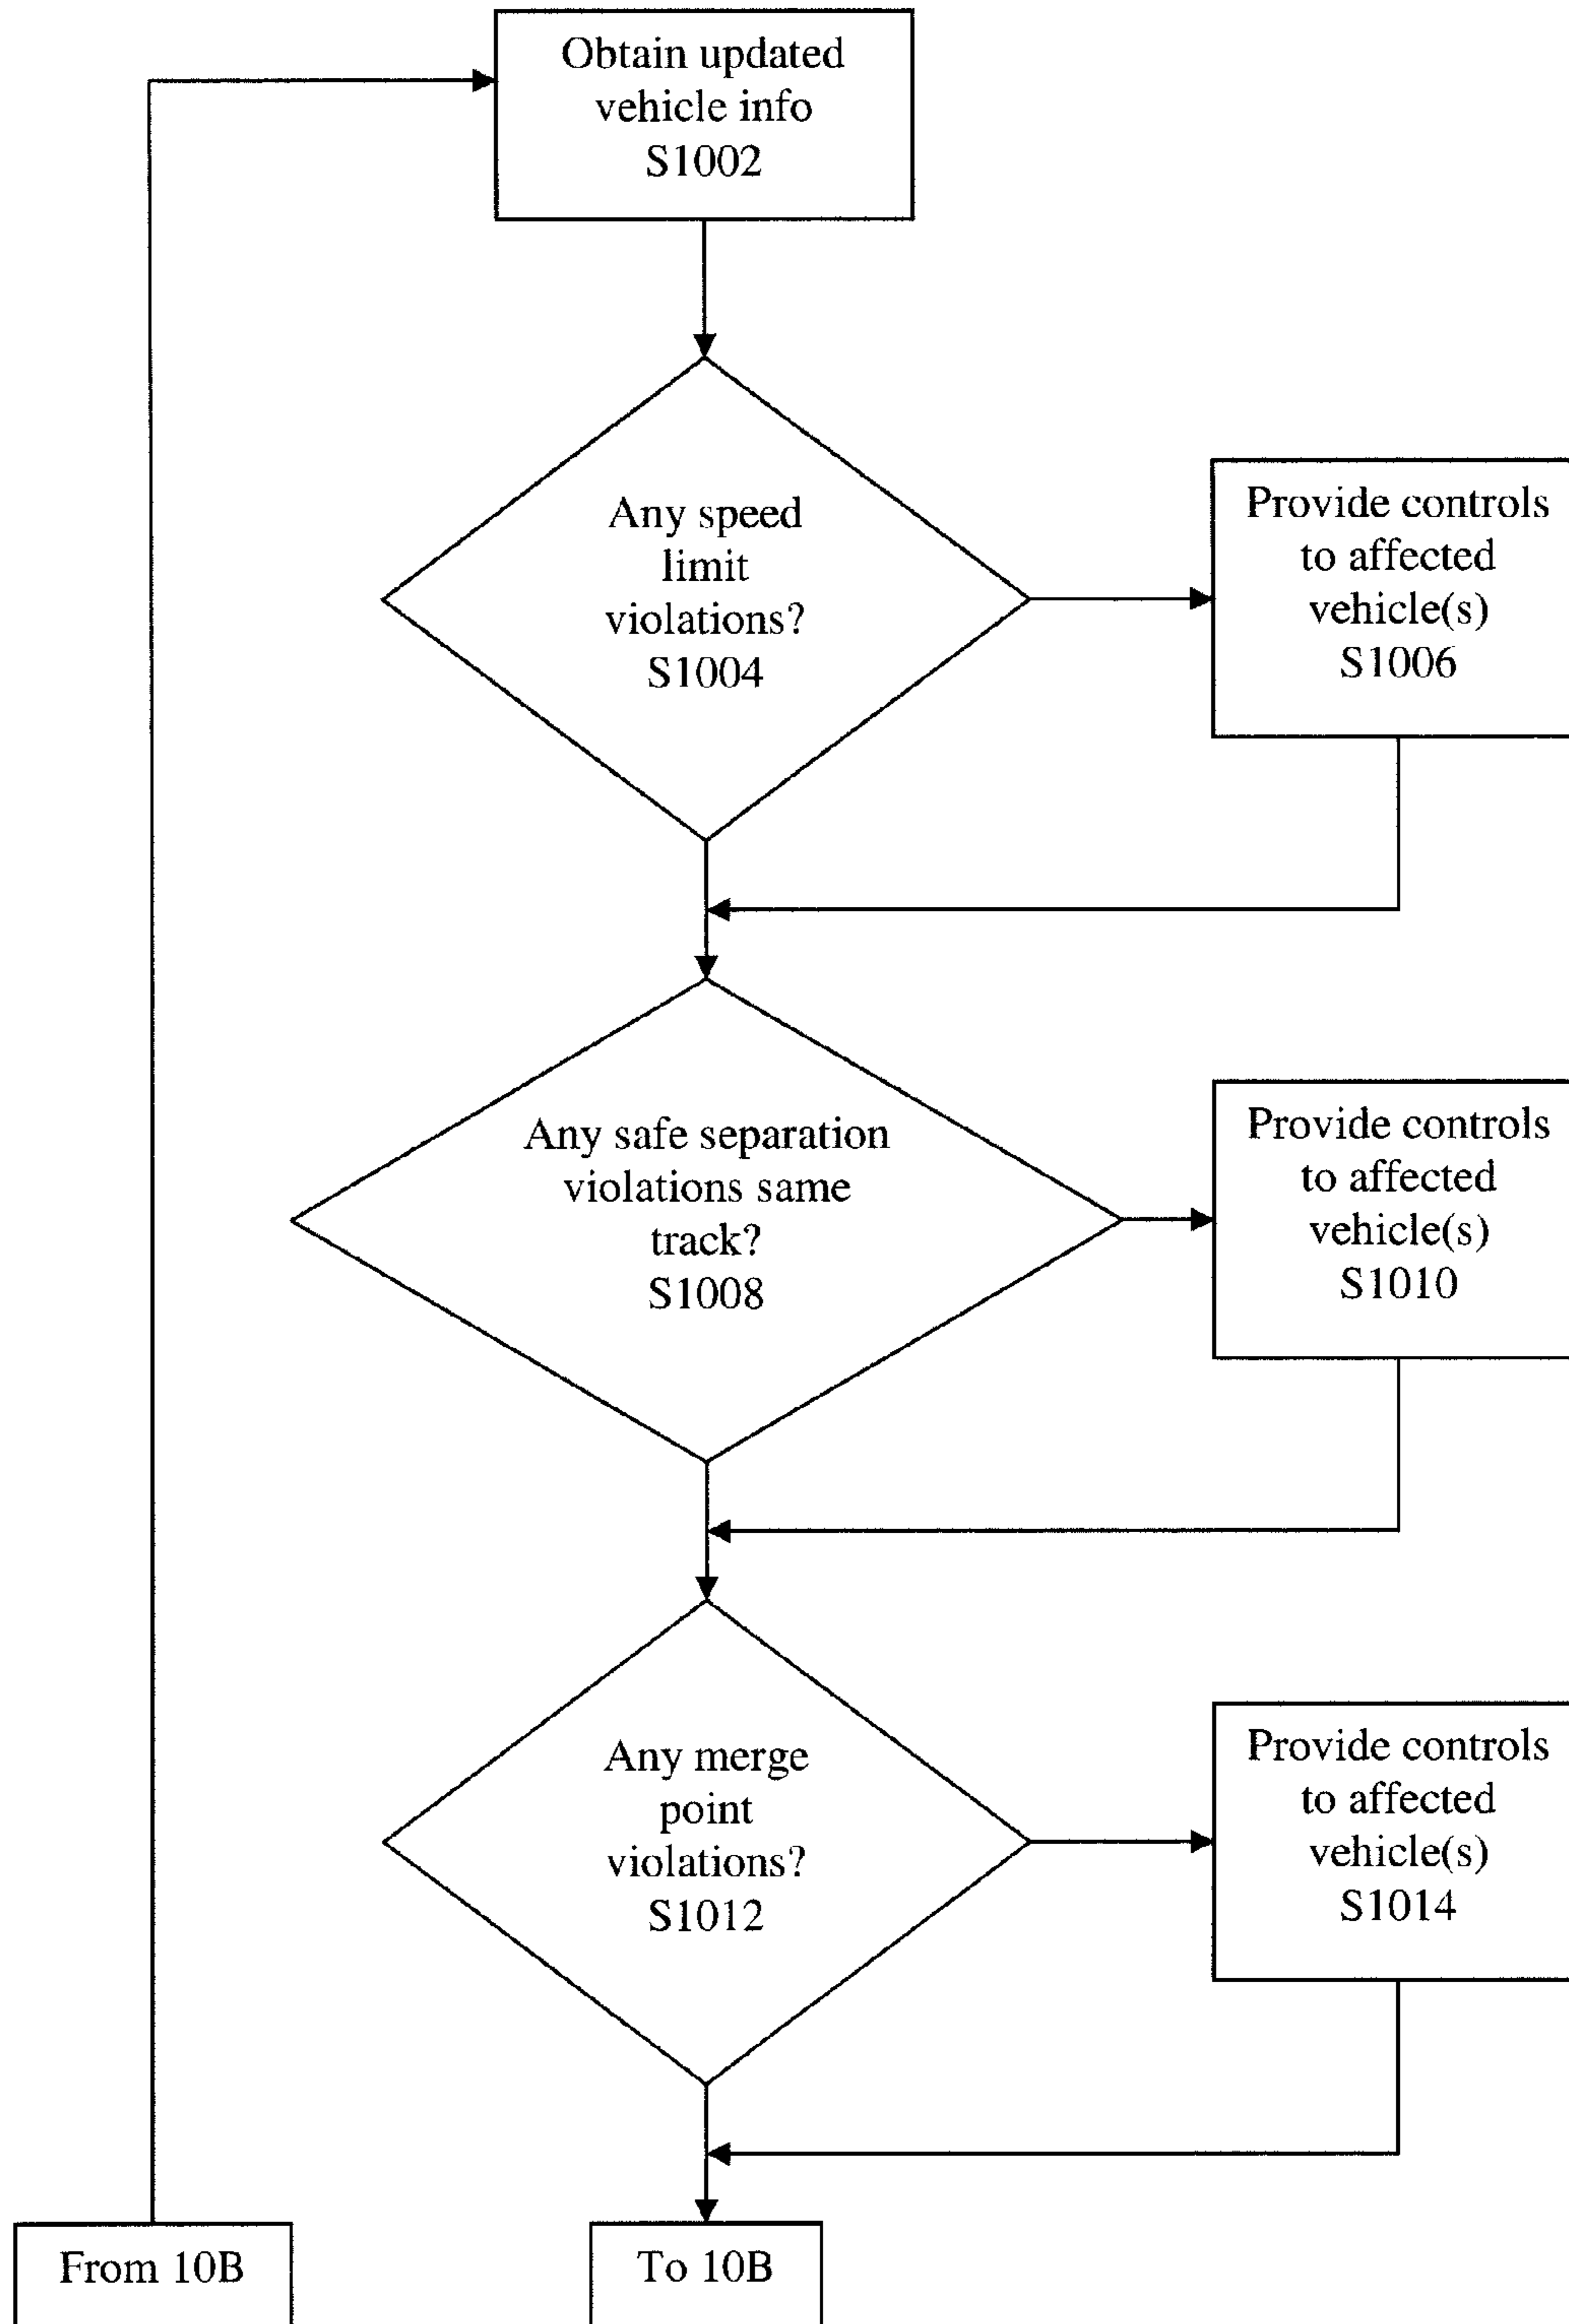 Obtain updated
vehicle info
S1002
Any speed
limit
violations?
S1004
Provide controls
to affected
vehicle(s)
S1006
Any safe separation
violations same
track?
S1008
Provide controls
to affected
vehicle(s)
S1010
Any merge
point
violations?
S1012
Provide controls
to affected
vehicle(s)
S1014
From 10B
To 10B